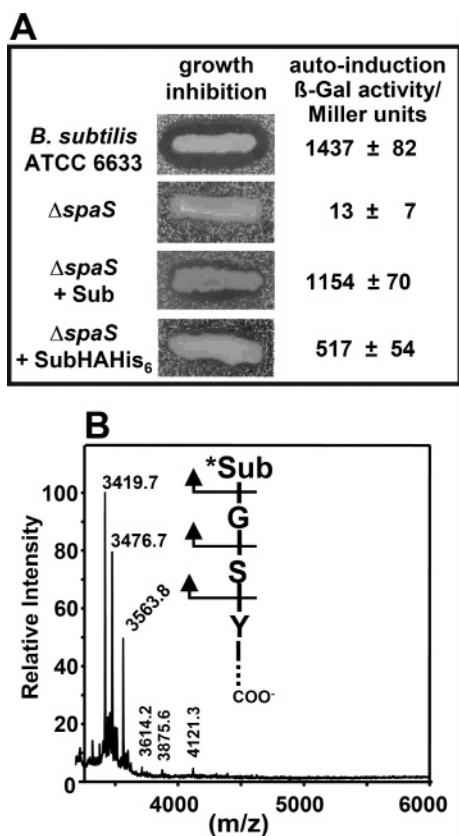 A
growth inhibition
auto-induction ß-Gal activity/ Miller units
B. subtilis ATCC 6633
1437 ± 82
ΔspaS
13 ± 7
ΔspaS + Sub
1154 ± 70
ΔspaS + SubHAHis6
517 ± 54
B
Relative Intensity
100
80
60
40
20
0
3419.7
3476.7
3563.8
3614.2
3875.6
4121.3
*Sub
G
S
Y
COO-
4000
5000
6000
(m/z)